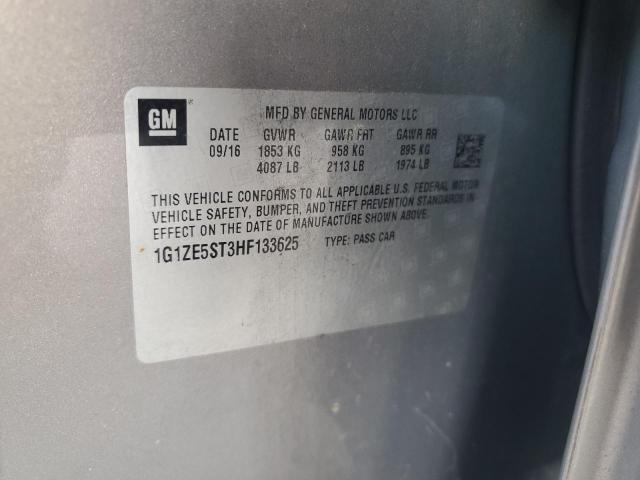 GM
MFD BY GENERAL MOTORS LLC
DATE GVWR GAWR FRT GAWR RR
09/16 1853 KG 958 KG 895 KG
4087 LB 2113 LB 1974 LB
THIS VEHICLE CONFORMS TO ALL APPLICABLE U.S. FEDERAL MOTOR
VEHICLE SAFETY, BUMPER, AND THEFT PREVENTION STANDARDS IN
EFFECT ON THE DATE OF MANUFACTURE SHOWN ABOVE.
1G1ZE5ST3HF133625 TYPE: PASS CAR